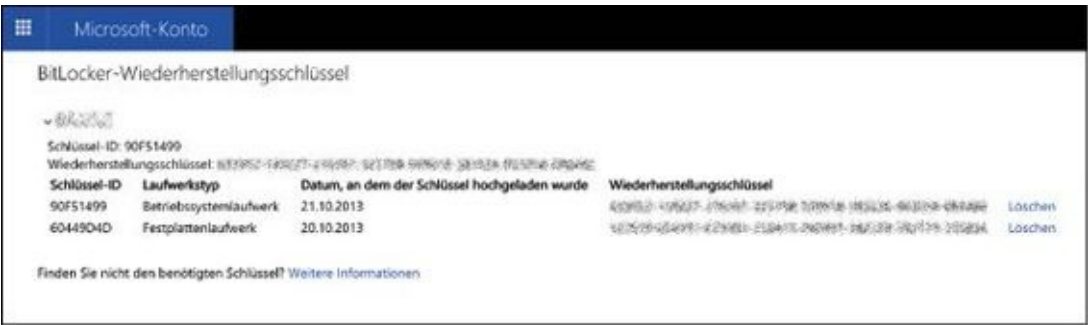 Microsoft-Konto
BitLocker-Wiederherstellungsschlüssel
Schlüssel-ID: 90F51499
Wiederherstellungsschlüssel:
Schlüssel-ID Laufwerkstyp Datum, an dem der Schlüssel hochgeladen wurde Wiederherstellungsschlüssel
90F51499 Betriebssystemlaufwerk 21.10.2013 Löschen
60449D4D Festplattenlaufwerk 20.10.2013 Löschen
Finden Sie nicht den benötigten Schlüssel? Weitere Informationen